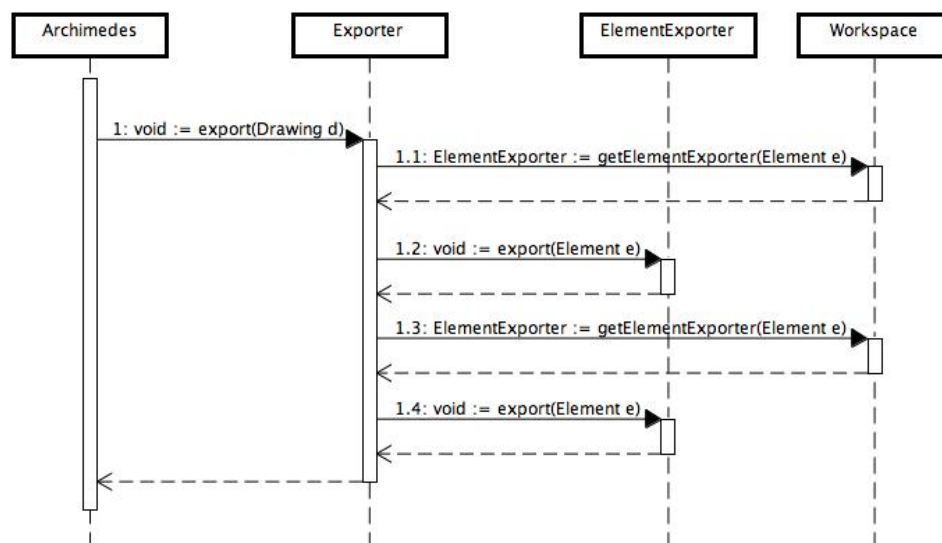 Archimedes
Exporter
ElementExporter
Workspace
1: void := export(Drawing d)
1.1: ElementExporter := getElementExporter(Element e)
1.2: void := export(Element e)
1.3: ElementExporter := getElementExporter(Element e)
1.4: void := export(Element e)